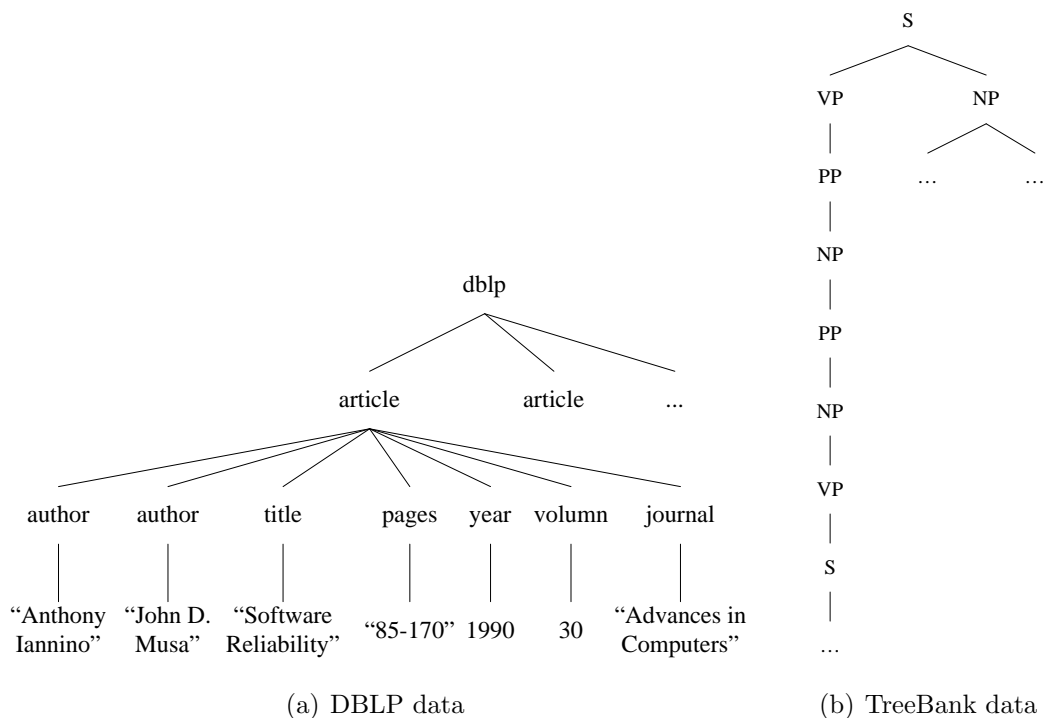 S
VP NP
PP … …
NP
dblp
PP
article article ...
NP
VP
author author title pages year volumn journal
S
“Anthony “John D. “Software “85-170” 1990 30 “Advances in
Iannino” Musa” Reliability” Computers”
…
(a) DBLP data (b) TreeBank data